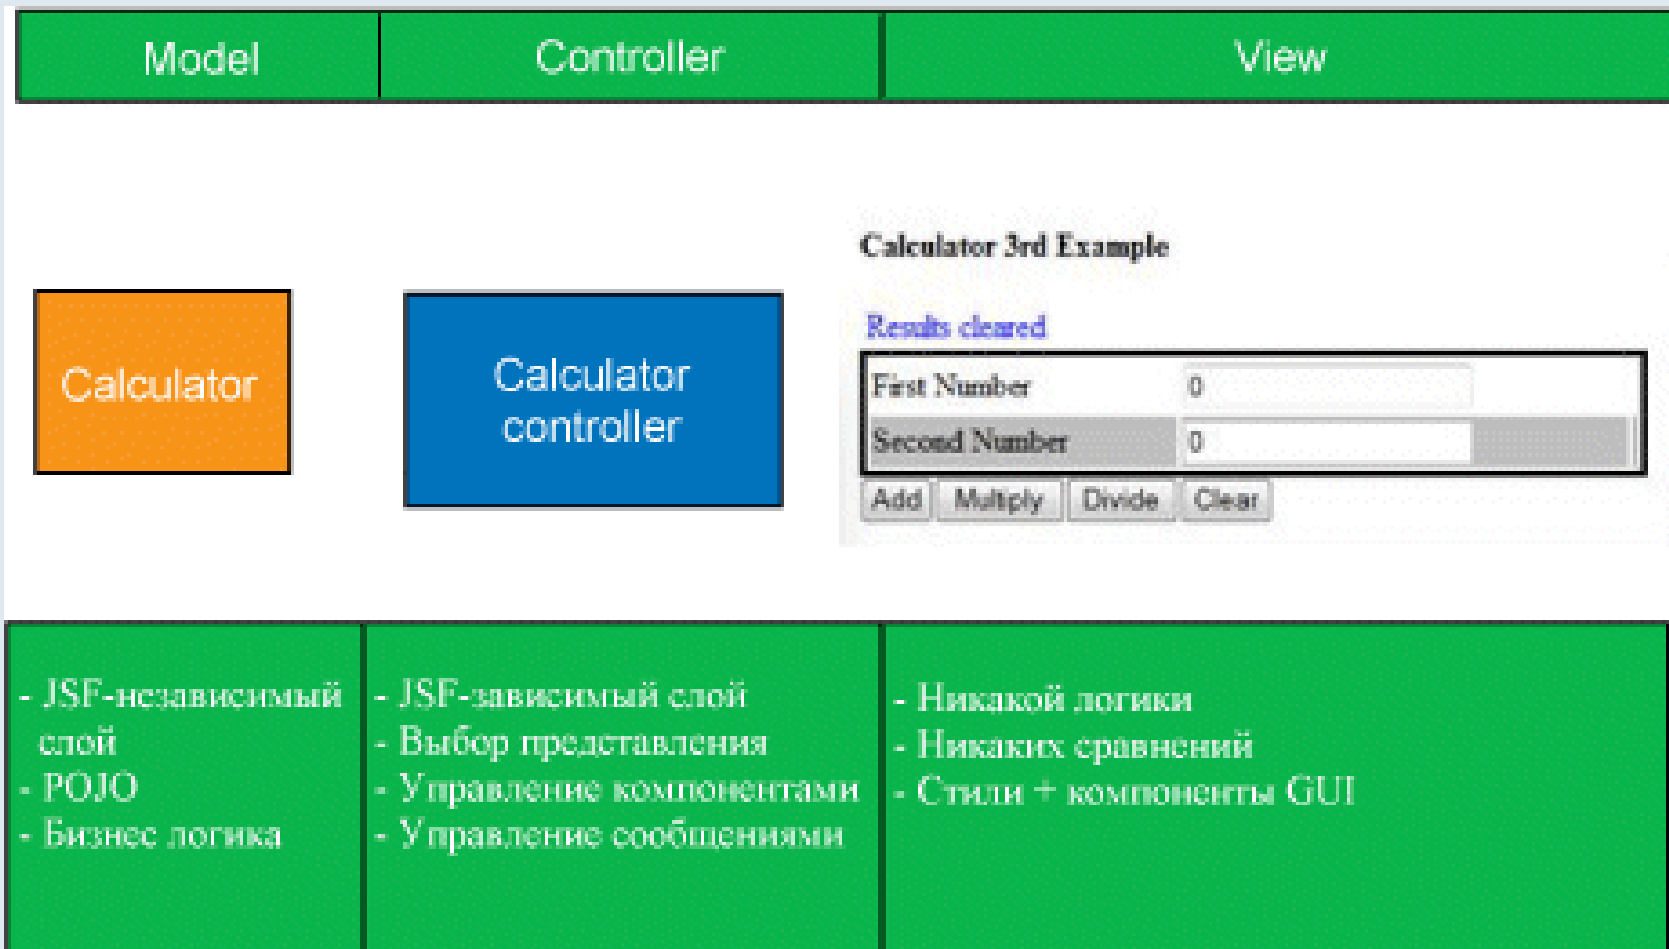 Model
Controller
View
Calculator 3rd Example
Results cleared
First Number
0
Second Number
0
Add
Multiply
Divide
Clear
Calculator
Calculator
controller
- JSF-независимый
слой
- POJO
- Бизнес логика
- JSF-зависимый слой
- Выбор представления
- Управление компонентами
- Управление сообщениями
- Никакой логики
- Никаких сравнений
- Стили + компоненты GUI